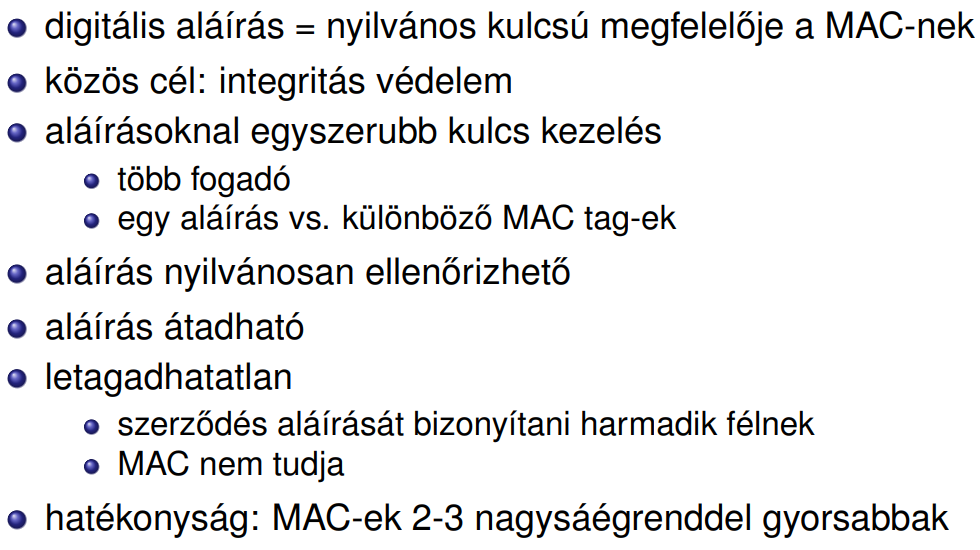 digitális aláírás = nyilvános kulcsú megfelelője a MAC-nek
közös cél: integritás védelem
aláírásoknal egyszerubb kulcs kezelés
több fogadó
egy aláírás vs. különböző MAC tag-ek
aláírás nyilvánosan ellenőrizhető
aláírás átadható
letagadhatatlan
szerződés aláírását bizonyítani harmadik félnek
MAC nem tudja
hatékonyság: MAC-ek 2-3 nagysáégrenddel gyorsabbak